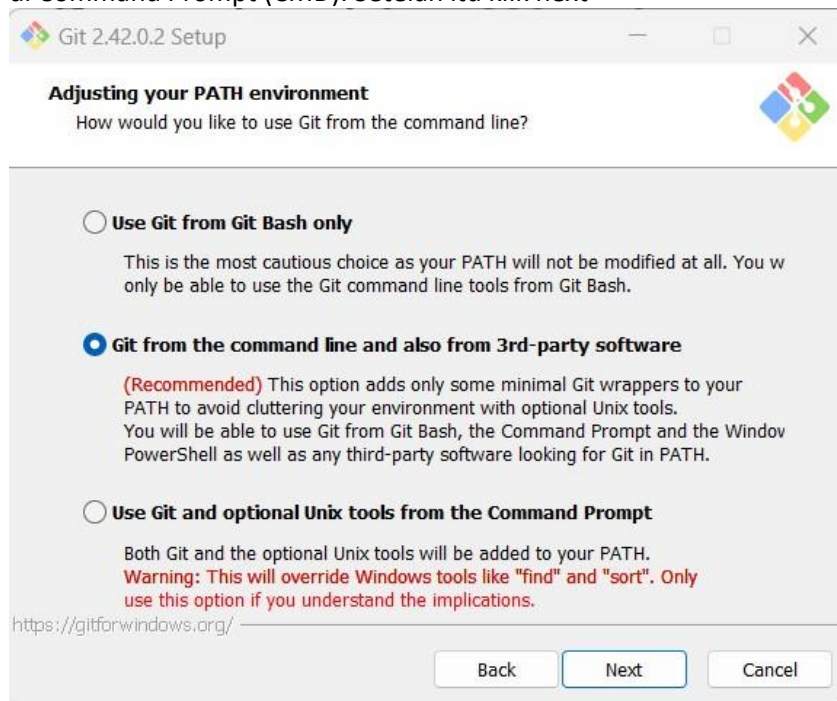 Git 2.42.0.2 Setup
Adjusting your PATH environment
How would you like to use Git from the command line?
Use Git from Git Bash only
This is the most cautious choice as your PATH will not be modified at all. You w
only be able to use the Git command line tools from Git Bash.
Git from the command line and also from 3rd-party software
(Recommended) This option adds only some minimal Git wrappers to your
PATH to avoid cluttering your environment with optional Unix tools.
You will be able to use Git from Git Bash, the Command Prompt and the Window
PowerShell as well as any third-party software looking for Git in PATH.
Use Git and optional Unix tools from the Command Prompt
Both Git and the optional Unix tools will be added to your PATH.
Warning: This will override Windows tools like "find" and "sort". Only
use this option if you understand the implications.
https://gitforwindows.org/
Back Next Cancel